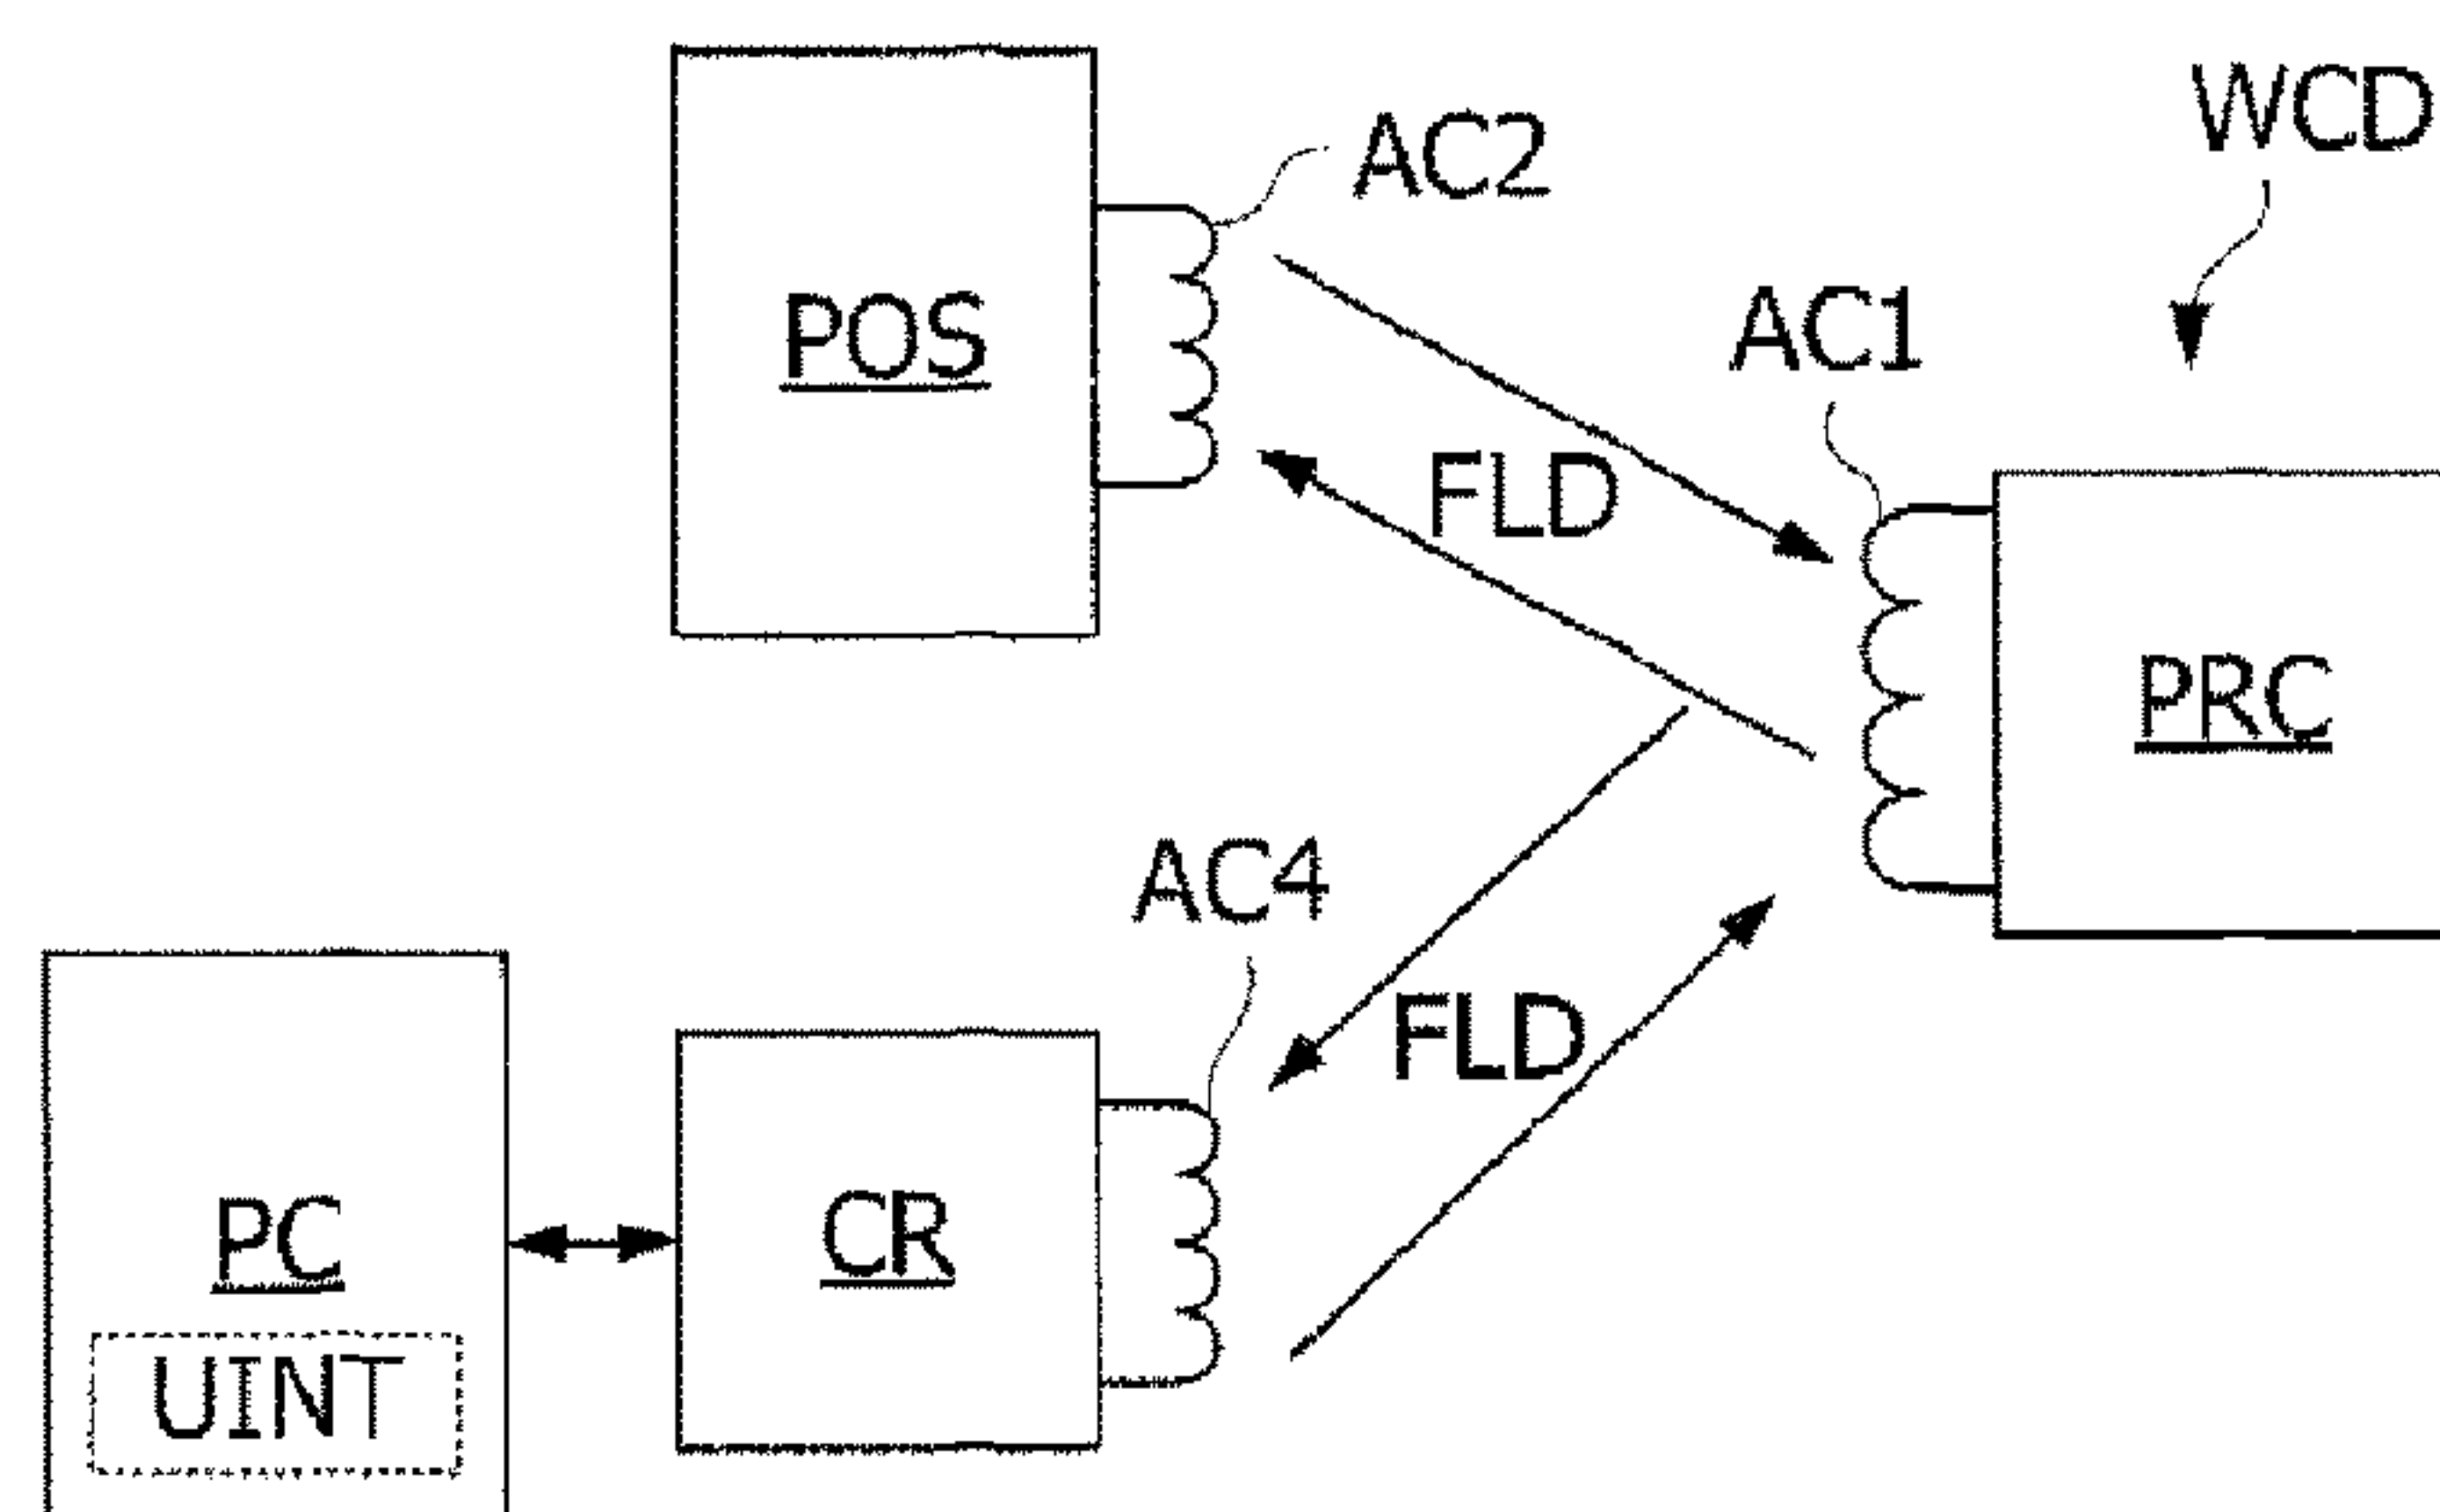 WCD
AC2
POS
AC1
FLD
PRC
AC4
FLD
PC
CR
UINT